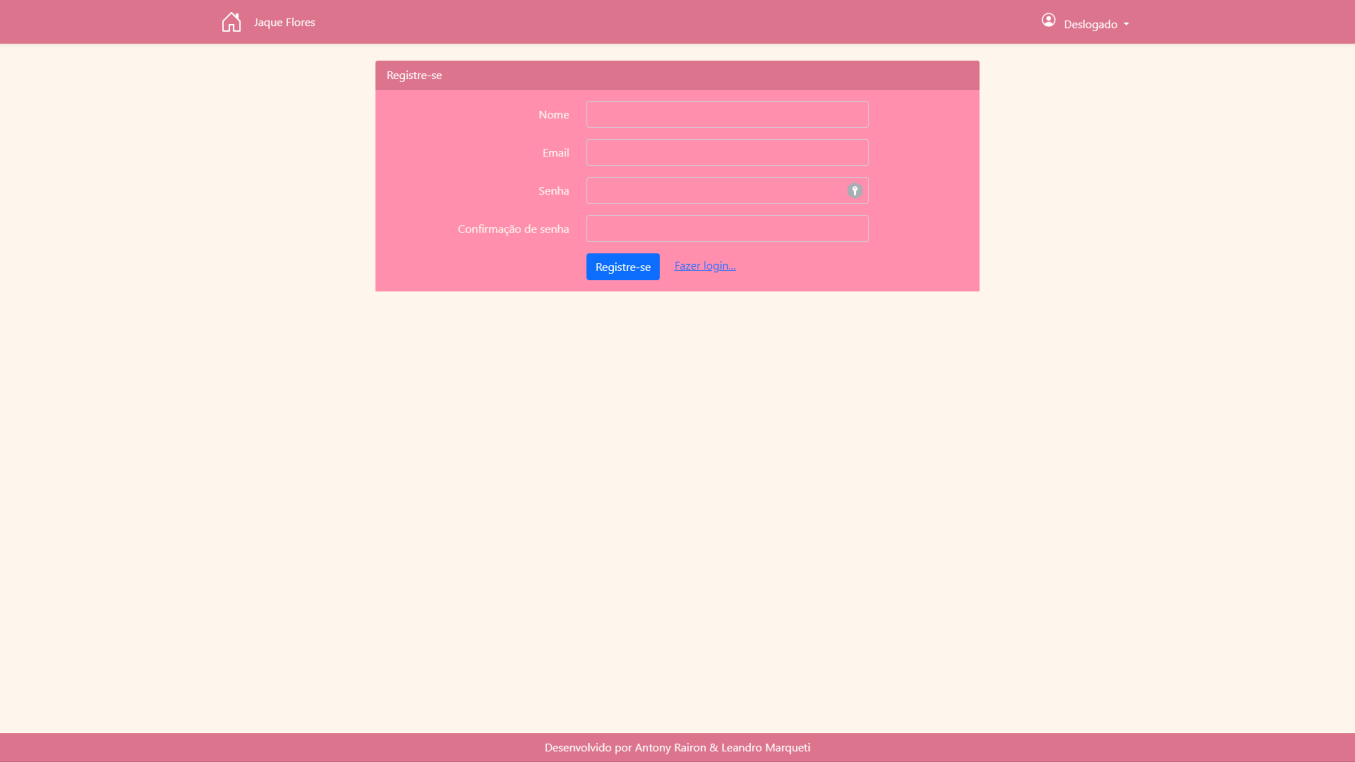 Jaque Flores
Deslogado
Registre-se
Nome
Email
Senha
Confirmação de senha
Registre-se Fazer login...
Desenvolvido por Antony Rairon & Leandro Marqueti